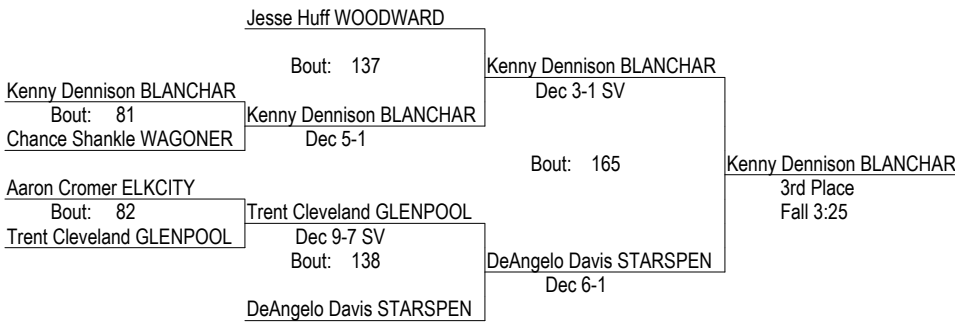 Jesse Huff WOODWARD
Bout: 137
Kenny Dennison BLANCHAR
Kenny Dennison BLANCHAR
Dec 3-1 SV
Bout: 81
Kenny Dennison BLANCHAR
Chance Shankle WAGONER
Dec 5-1
Bout: 165
Kenny Dennison BLANCHAR
Aaron Cromer ELKCITY
3rd Place
Bout: 82
Trent Cleveland GLENPOOL
Fall 3:25
Trent Cleveland GLENPOOL
Dec 9-7 SV
Bout: 138
DeAngelo Davis STARSPEN
Dec 6-1
DeAngelo Davis STARSPEN